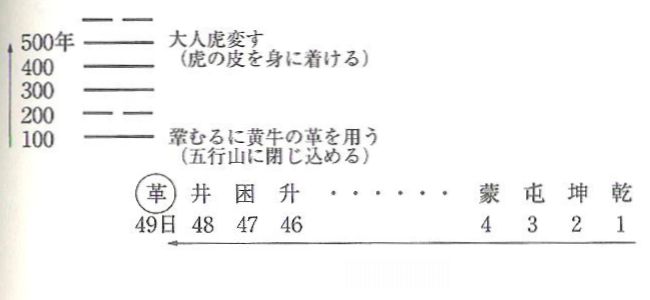 500年 大人虎変す
400 (虎の皮を身に着ける)
300
200
100 鞏むるに黄牛の革を用う
(五行山に閉じ込める)
革 井 困 升 ・・・・・・ 蒙 屯 坤 乾
49日 48 47 46 4 3 2 1